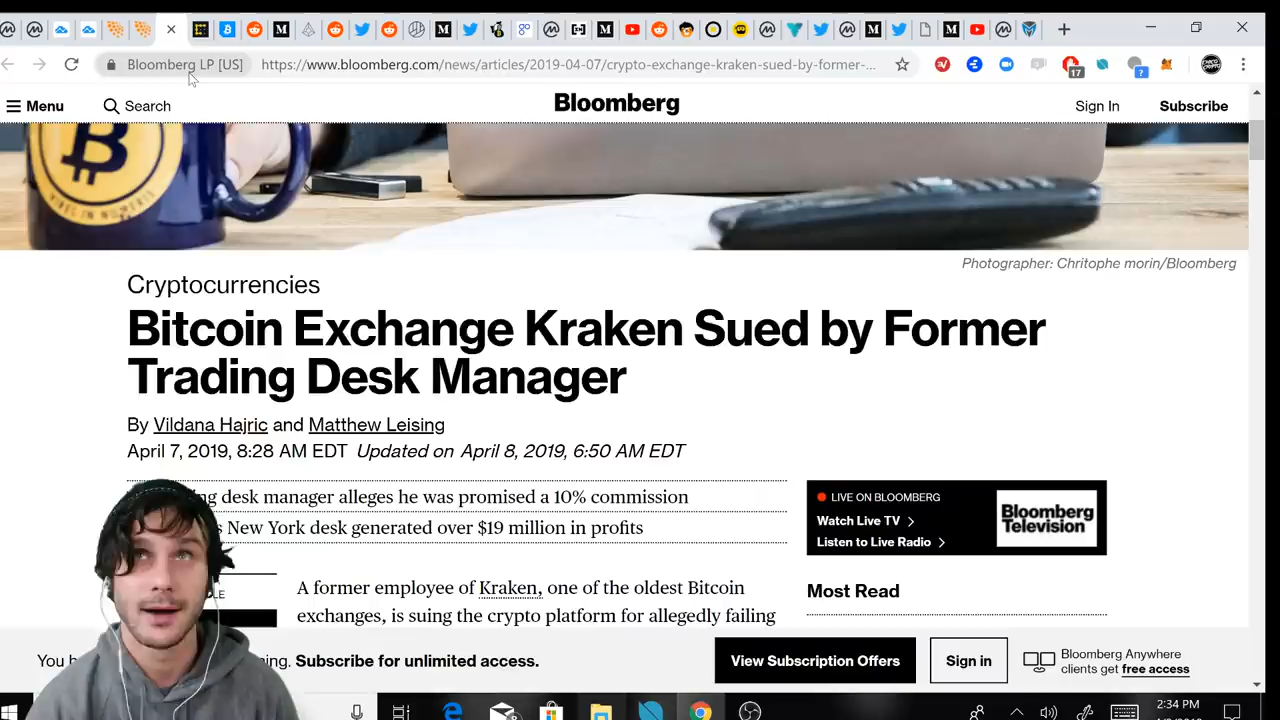 Bloomberg LP [US]
https://www.bloomberg.com/news/articles/2019-04-07/crypto-exchange-kraken-sued-by-former-...
17
?
Menu
Search
Bloomberg
Sign In
Subscribe
B
Photographer: Chritophe morin/Bloomberg
Cryptocurrencies
Bitcoin Exchange Kraken Sued by Former
Trading Desk Manager
By Vildana Hajric and Matthew Leising
April 7, 2019, 8:28 AM EDT Updated on April 8, 2019, 6:50 AM EDT
desk manager alleges he was promised a 10% commission
New York desk generated over $19 million in profits
LIVE ON BLOOMBERG
Watch Live TV
Listen to Live Radio
Bloomberg
Television
A former employee of Kraken, one of the oldest Bitcoin
exchanges, is suing the crypto platform for allegedly failing
Most Read
Subscribe for unlimited access.
View Subscription Offers
Sign in
Bloomberg Anywhere
clients get free access
2:34 PM